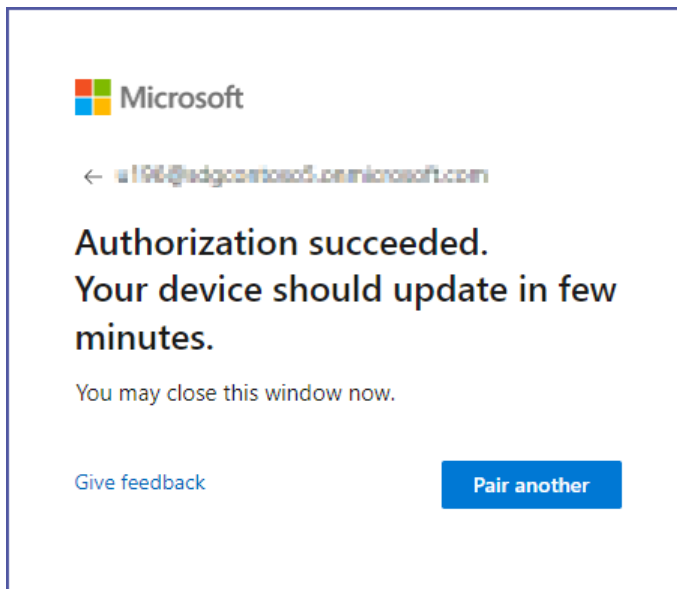 Microsoft
Authorization succeeded.
Your device should update in few
minutes.
You may close this window now.
Give feedback
Pair another